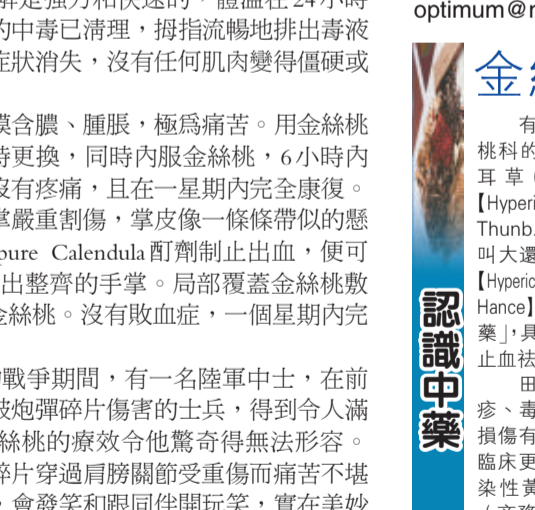 解是強力和快速的，體溫在24小時
的中毒已清理，拇指流暢地排出毒液
症狀消失，沒有任何肌肉變得僵硬或
膜含膿、腫脹，極為痛苦。用金絲桃
時更換，同時內服金絲桃，6小時內
沒有疼痛，且在一星期內完全康復。
掌嚴重割傷，掌皮像一條條帶似的懸
pure Calendula酊劑制止出血，便可
出整齊的手掌。局部覆蓋金絲桃敷
金絲桃。沒有敗血症，一個星期內完
戰爭期間，有一名陸軍中士，在前
被炮彈碎片傷害的士兵，得到令人滿
絲桃的療效令他驚奇得無法形容。
碎片穿過肩膀關節受重傷而痛苦不堪
，會發笑和跟同伴開玩笑，實在美妙
optimum@
金
有
桃科的
耳草（
【Hyperi
Thunb.
叫大還
【Hyperic
Hance】
藥」，具
止血祛
田
疹、毒
損傷有
臨床更
染性黃
認識中藥